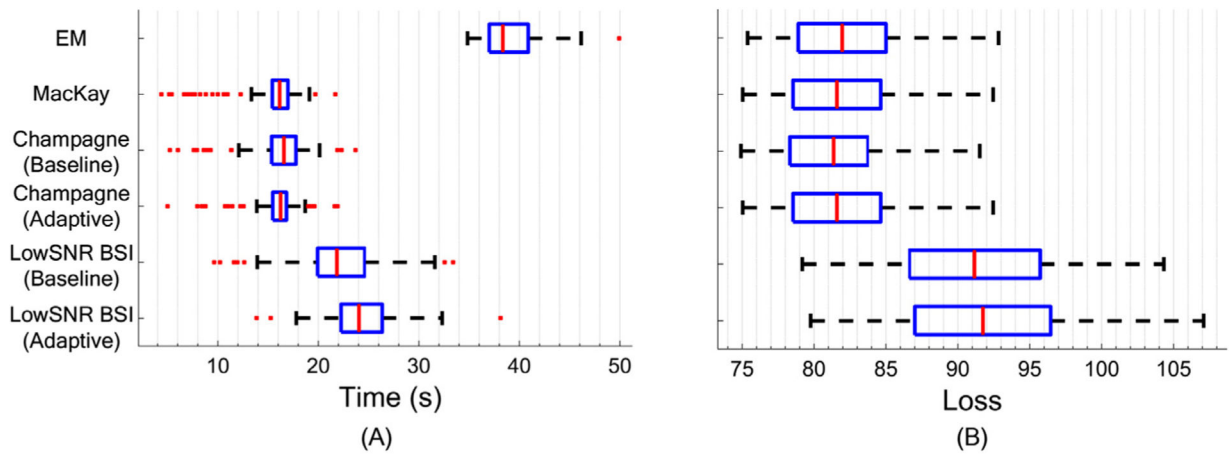 EM
MacKay
Champagne
(Baseline)
Champagne
(Adaptive)
LowSNR BSI
(Baseline)
LowSNR BSI
(Adaptive)
10 20 30 40 50
Time (s)
(A)
75 80 85 90 95 100 105
Loss
(B)